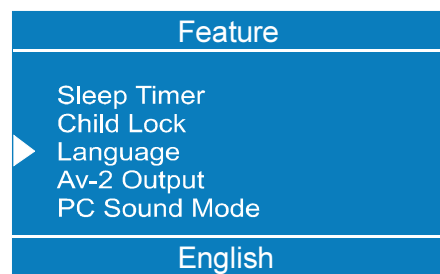 Feature
Sleep Timer
Child Lock
Language
Av-2 Output
PC Sound Mode
English